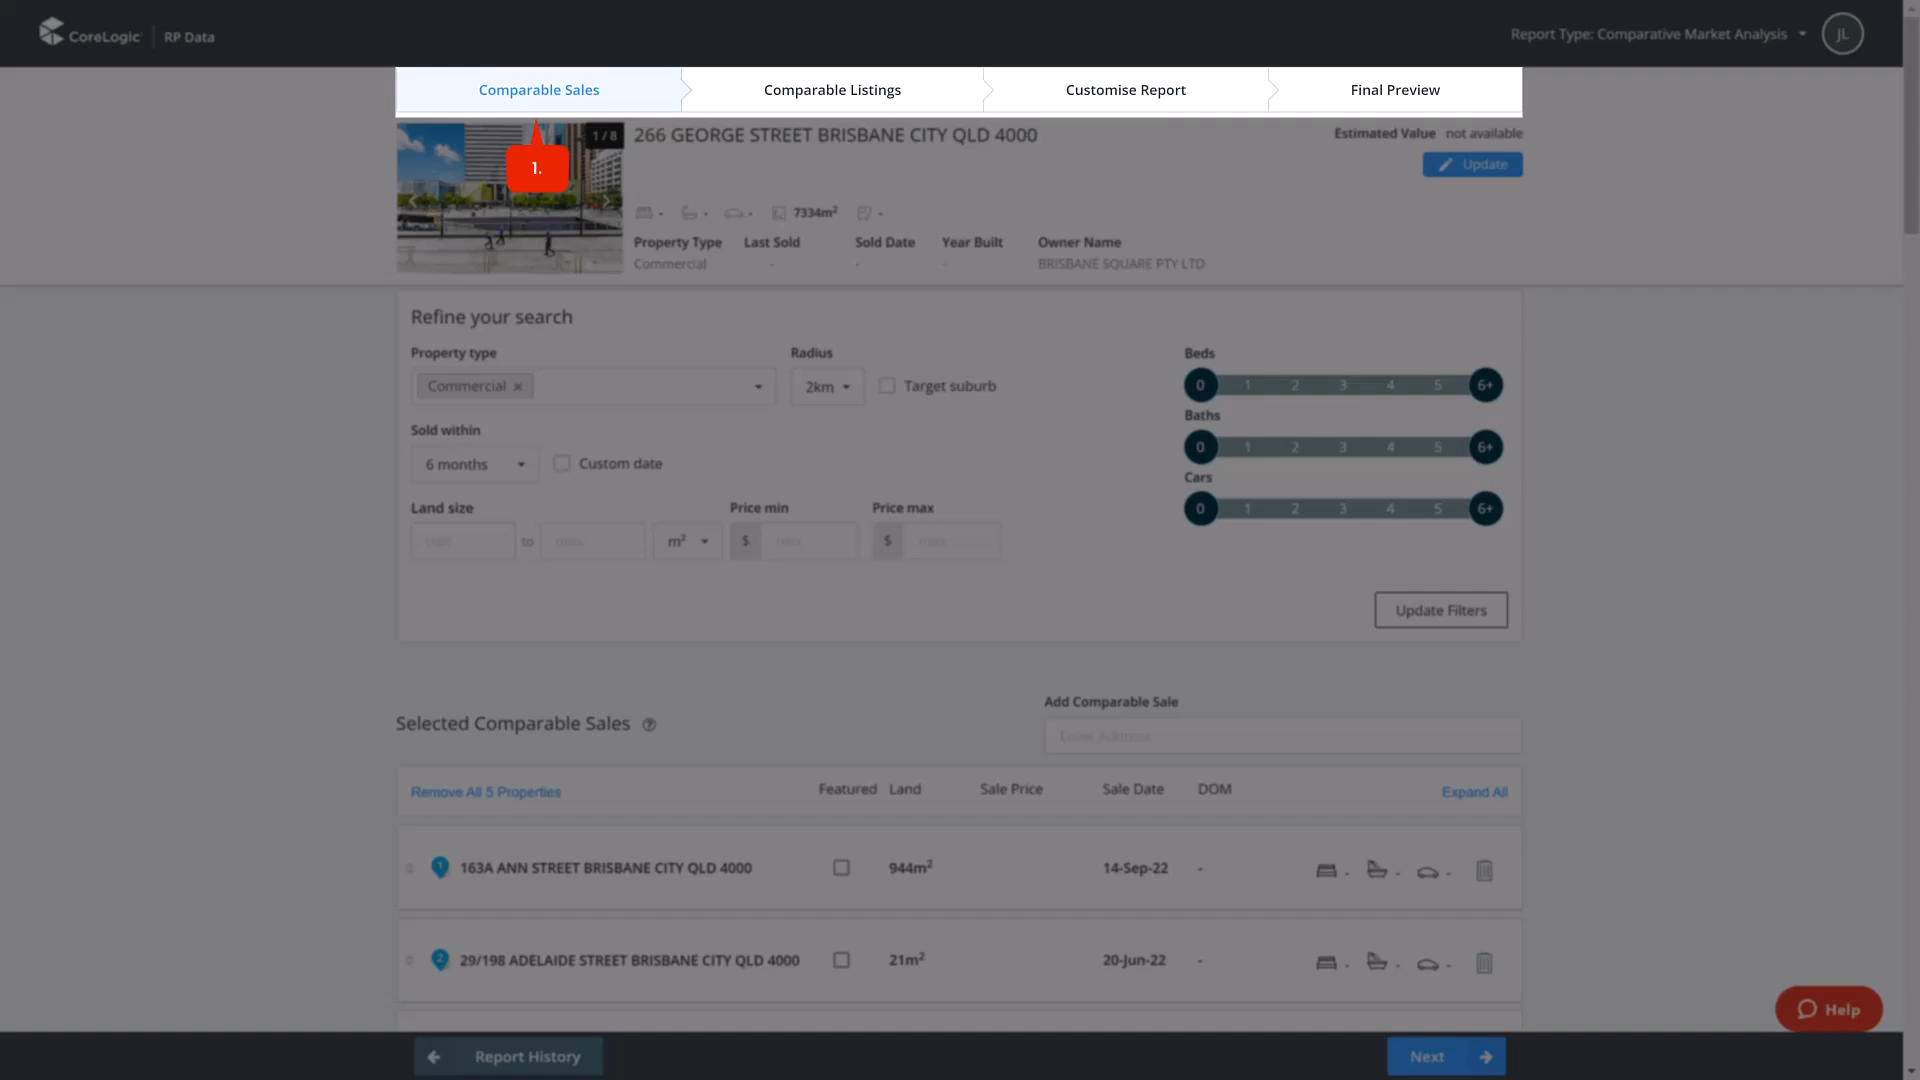 CoreLogic RP Data
Report Type: Comparative Market Analysis JL
Comparable Sales Comparable Listings Customise Report Final Preview
1/8 266 GEORGE STREET BRISBANE CITY QLD 4000 Estimated Value not available
1. Update
- - - 7334m² -
Property Type Last Sold Sold Date Year Built Owner Name
Commercial - - - BRISBANE SQUARE PTY LTD
Refine your search
Property type Radius
Commercial × 2km Target suburb
Sold within
6 months Custom date
Land size Price min Price max
to max m² $ $ max
Beds
0 1 2 3 4 5 6+
Baths
0 1 2 3 4 5 6+
Cars
0 1 2 3 4 5 6+
Update Filters
Selected Comparable Sales ?
Add Comparable Sale
Enter Address
Remove All 5 Properties Featured Land Sale Price Sale Date DOM Expand All
1 163A ANN STREET BRISBANE CITY QLD 4000 944m² 14-Sep-22 - - - -
2 29/198 ADELAIDE STREET BRISBANE CITY QLD 4000 21m² 20-Jun-22 - - - -
Help
Report History Next